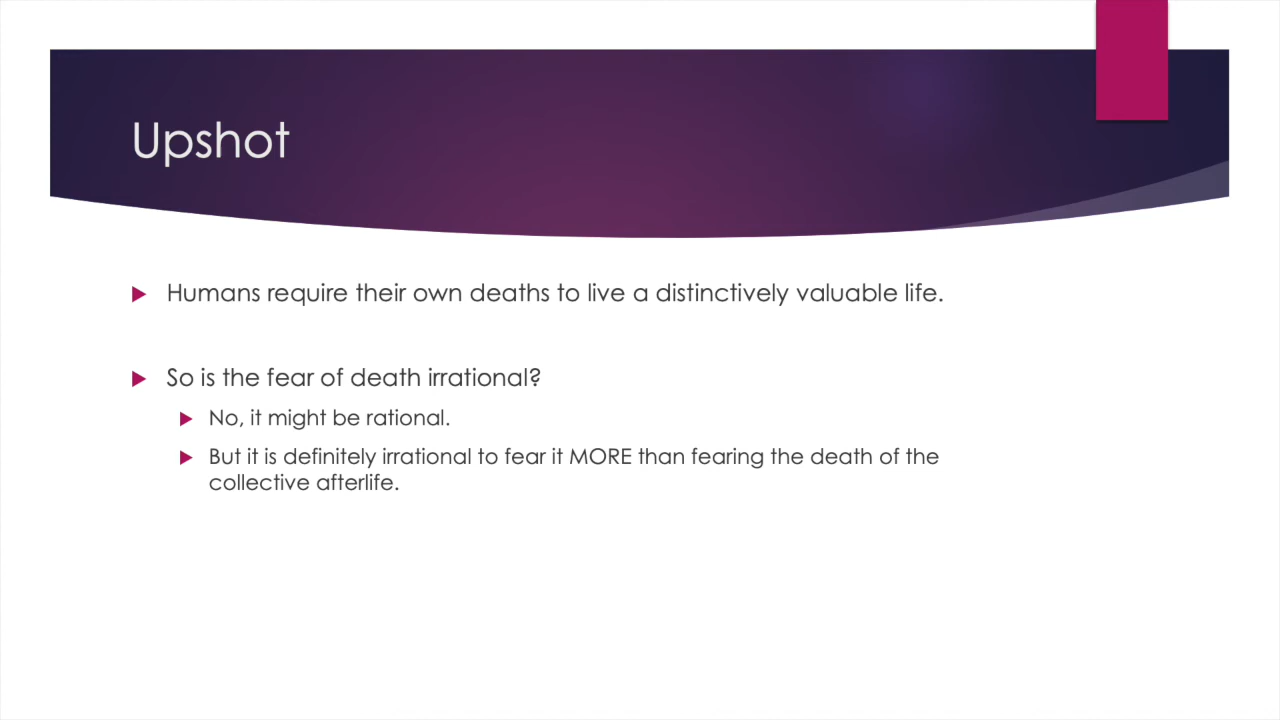 Upshot
Humans require their own deaths to live a distinctively valuable life.
So is the fear of death irrational?
No, it might be rational.
But it is definitely irrational to fear it MORE than fearing the death of the
collective afterlife.